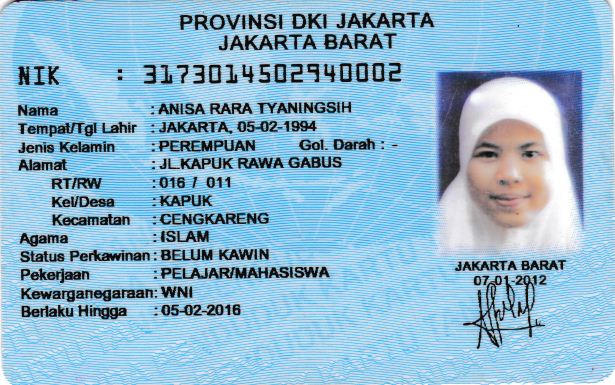 PROVINSI DKI JAKARTA
JAKARTA BARAT
NIK : 3173014502940002
Nama : ANISA RARA TYANINGSIH
Tempat/Tgl Lahir : JAKARTA, 05-02-1994
Jenis Kelamin : PEREMPUAN Gol. Darah : -
Alamat : JL.KAPUK RAWA GABUS
RT/RW : 016 / 011
Kel/Desa : KAPUK
Kecamatan : CENGKARENG
Agama : ISLAM
Status Perkawinan: BELUM KAWIN
Pekerjaan : PELAJAR/MAHASISWA
Kewarganegaraan: WNI
Berlaku Hingga : 05-02-2016
JAKARTA BARAT
07-01-2012